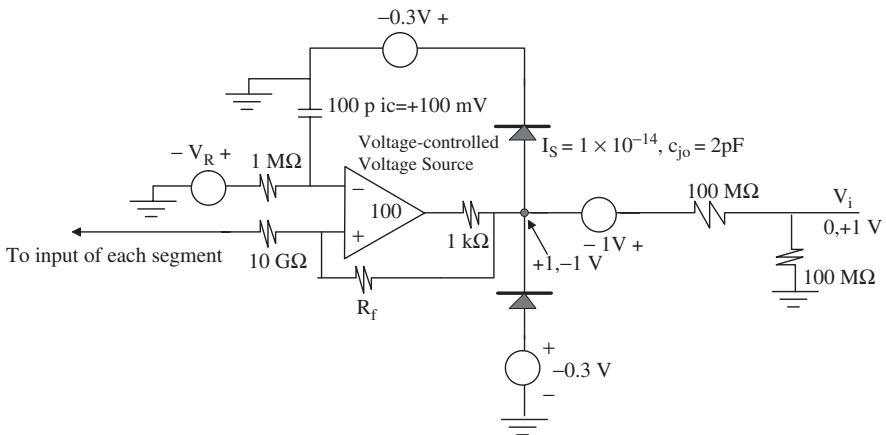 −0.3V +
100 p ic=+100 mV
Voltage-controlled
Voltage Source
I_S = 1 × 10⁻¹⁴, c_jo = 2pF
− V_R +
1 MΩ
−
100
+
1 kΩ
100 MΩ
V_i
0,+1 V
To input of each segment
10 GΩ
− 1V +
+1,−1 V
100 MΩ
R_f
+
−0.3 V
−